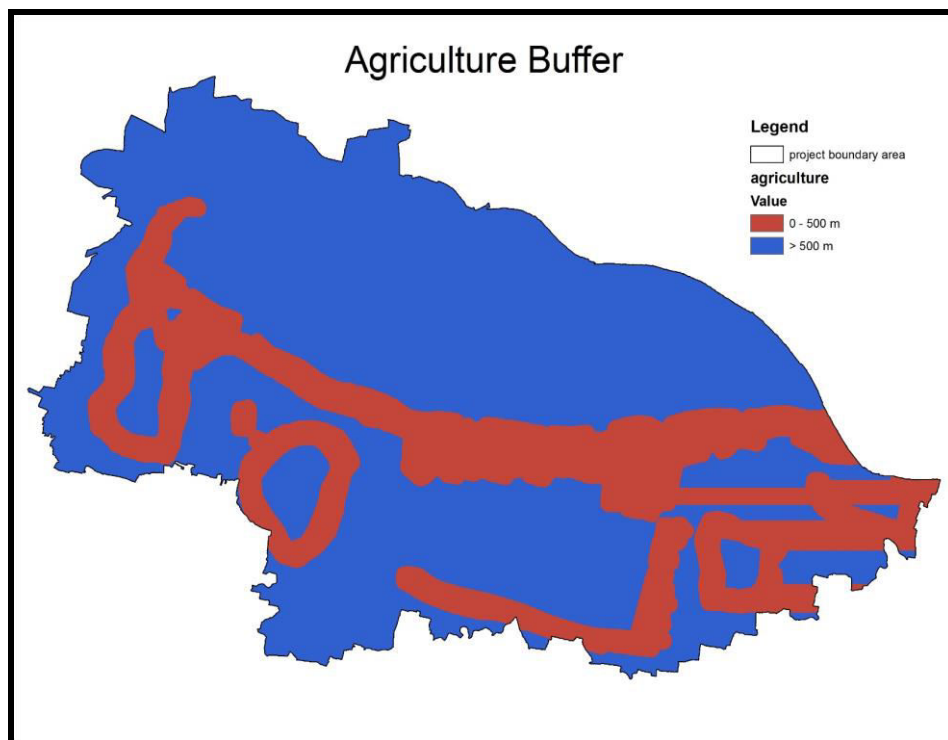 Agriculture Buffer
Legend
project boundary area
agriculture
Value
0 - 500 m
> 500 m